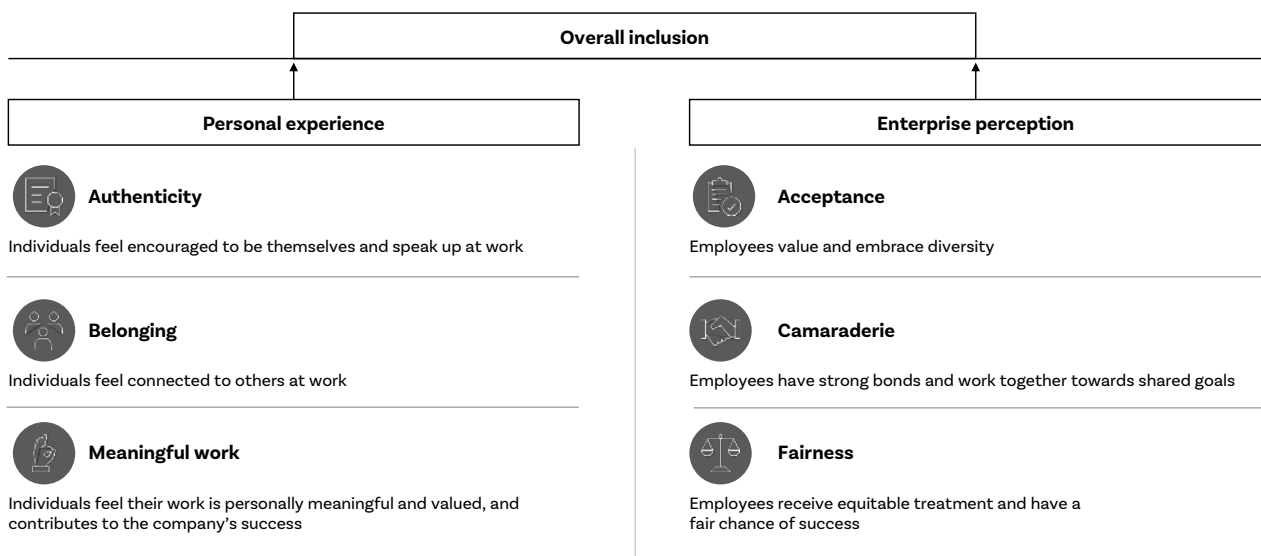 Overall inclusion
Personal experience
Authenticity
Individuals feel encouraged to be themselves and speak up at work
Belonging
Individuals feel connected to others at work
Meaningful work
Individuals feel their work is personally meaningful and valued, and
contributes to the company’s success
Enterprise perception
Acceptance
Employees value and embrace diversity
Camaraderie
Employees have strong bonds and work together towards shared goals
Fairness
Employees receive equitable treatment and have a
fair chance of success